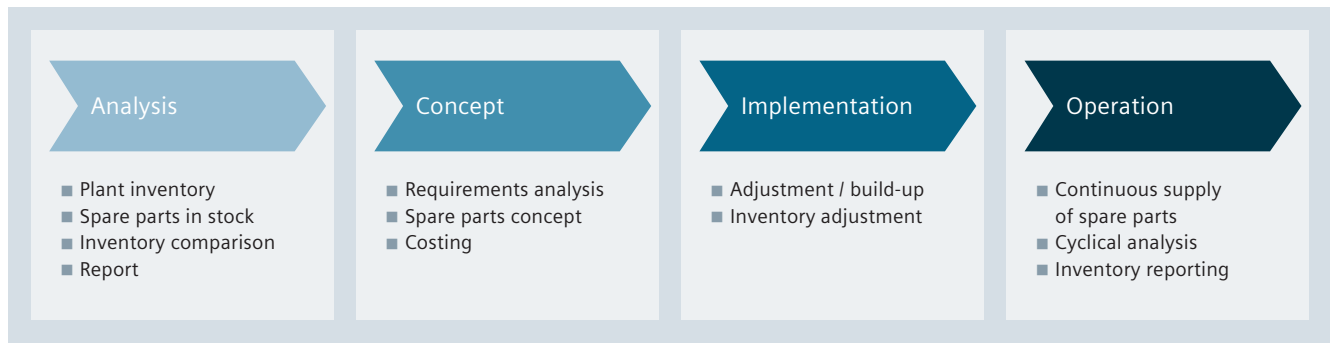 Analysis
Plant inventory
Spare parts in stock
Inventory comparison
Report
Concept
Requirements analysis
Spare parts concept
Costing
Implementation
Adjustment / build-up
Inventory adjustment
Operation
Continuous supply
of spare parts
Cyclical analysis
Inventory reporting